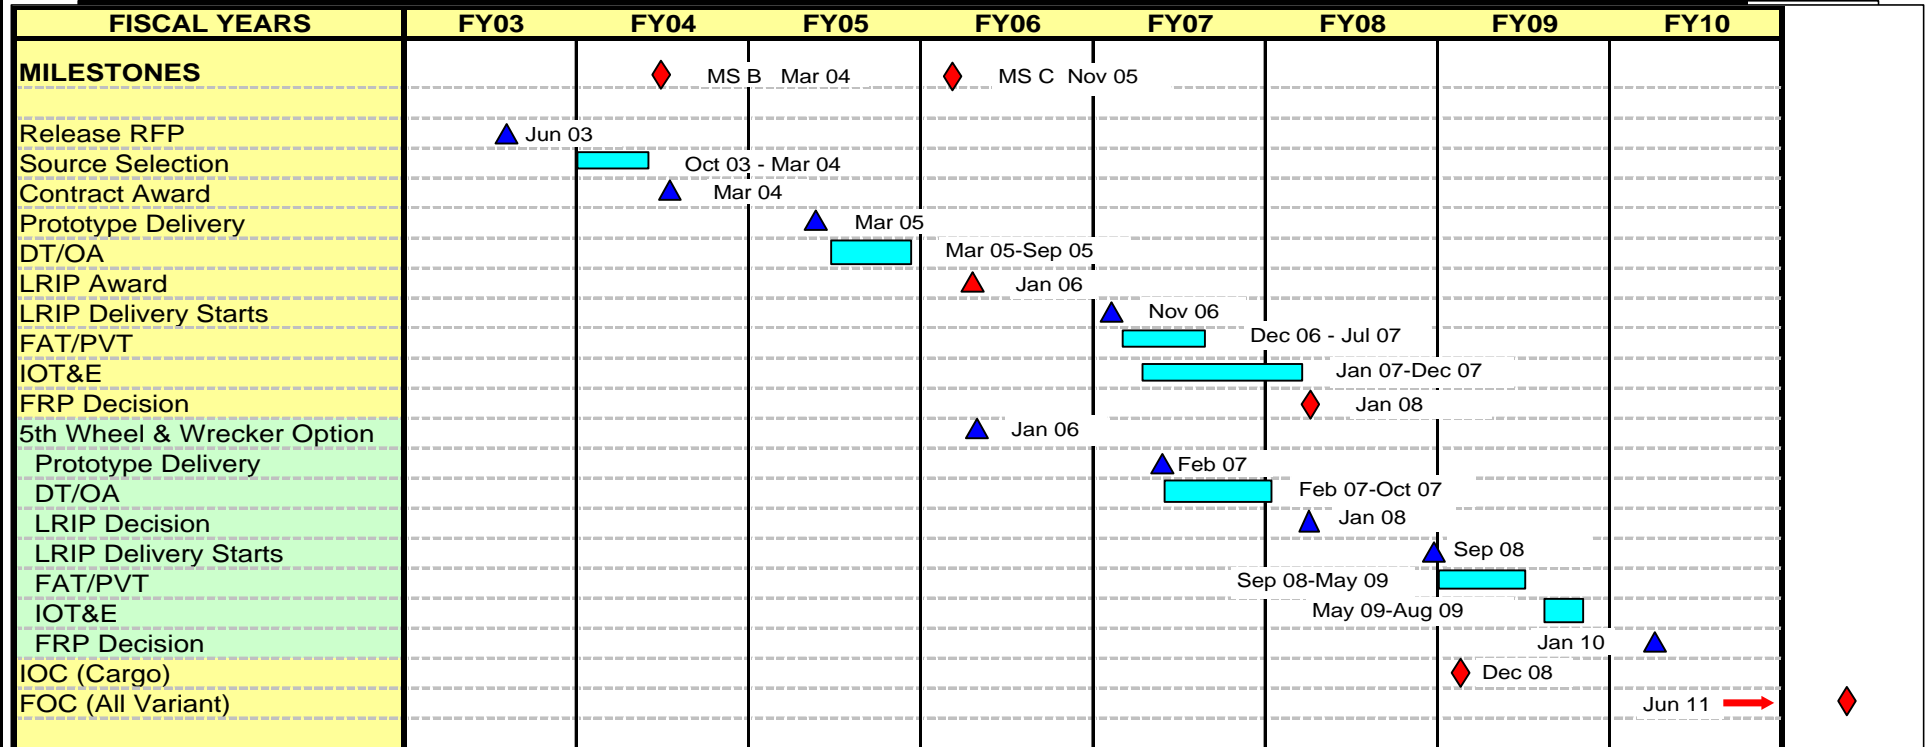 FISCAL YEARS FY03 FY04 FY05 FY06 FY07 FY08 FY09 FY10
MILESTONES MS B Mar 04 MS C Nov 05
Release RFP Jun 03
Source Selection Oct 03 - Mar 04
Contract Award Mar 04
Prototype Delivery Mar 05
DT/OA Mar 05-Sep 05
LRIP Award Jan 06
LRIP Delivery Starts Nov 06
FAT/PVT Dec 06 - Jul 07
IOT&E Jan 07-Dec 07
FRP Decision Jan 08
5th Wheel & Wrecker Option Jan 06
Prototype Delivery Feb 07
DT/OA Feb 07-Oct 07
LRIP Decision Jan 08
LRIP Delivery Starts Sep 08
FAT/PVT Sep 08-May 09
IOT&E May 09-Aug 09
FRP Decision Jan 10
IOC (Cargo) Dec 08
FOC (All Variant) Jun 11